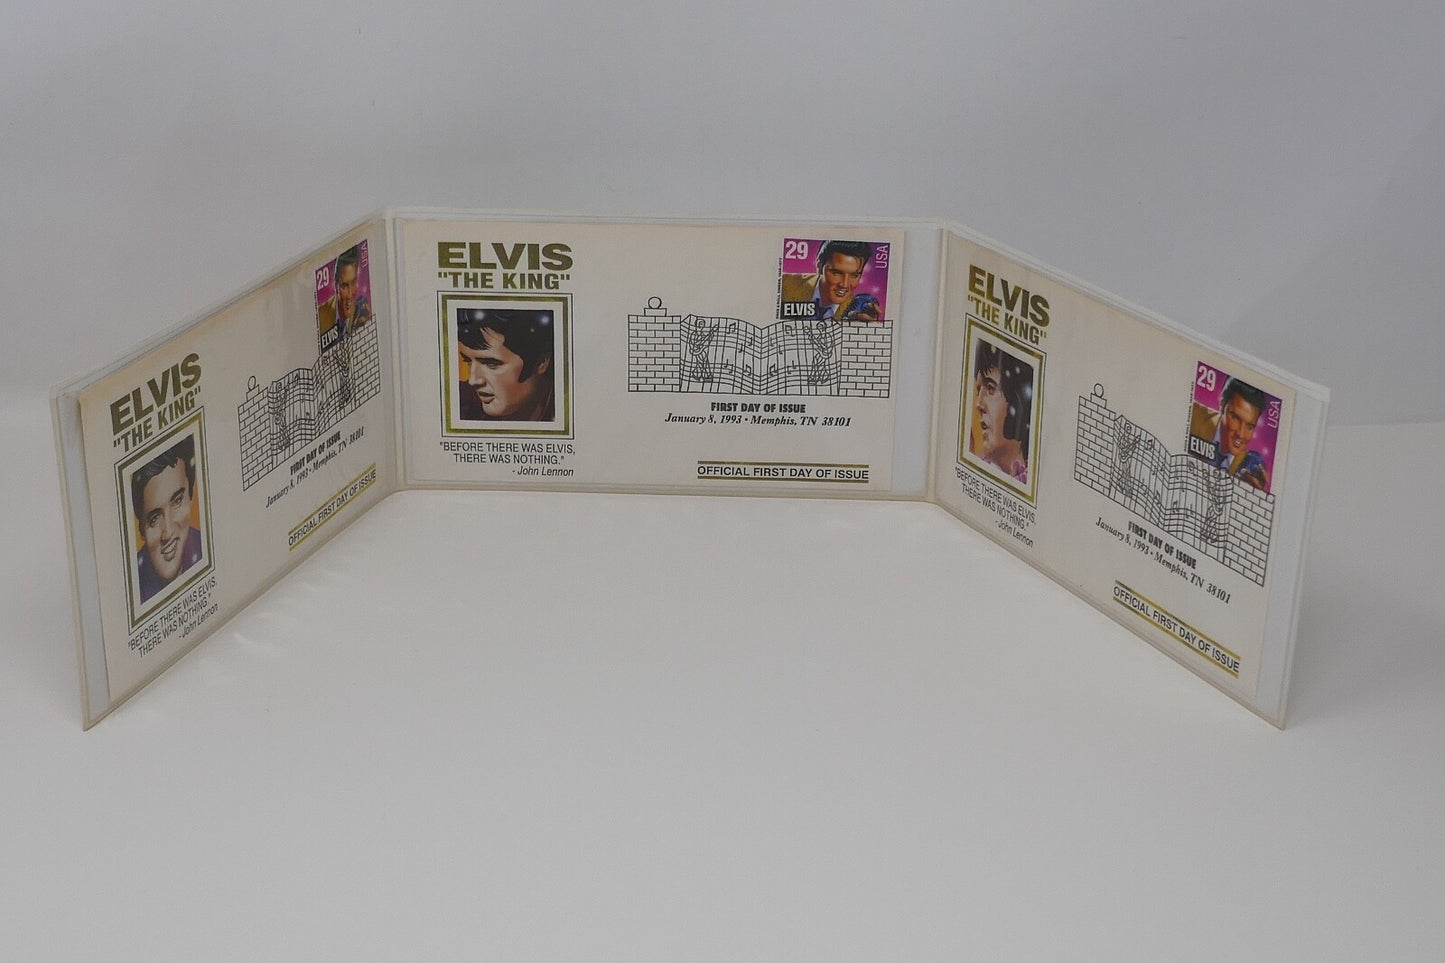 ELVIS
"THE KING"
"BEFORE THERE WAS ELVIS,
THERE WAS NOTHING."
- John Lennon
29
USA
ELVIS
FIRST DAY OF ISSUE
January 8, 1993 • Memphis, TN 38101
OFFICIAL FIRST DAY OF ISSUE
ELVIS
"THE KING"
"BEFORE THERE WAS ELVIS,
THERE WAS NOTHING."
- John Lennon
29
USA
ELVIS
FIRST DAY OF ISSUE
January 8, 1993 • Memphis, TN 38101
OFFICIAL FIRST DAY OF ISSUE
ELVIS
"THE KING"
"BEFORE THERE WAS ELVIS,
THERE WAS NOTHING."
- John Lennon
29
USA
ELVIS
FIRST DAY OF ISSUE
January 8, 1993 • Memphis, TN 38101
OFFICIAL FIRST DAY OF ISSUE